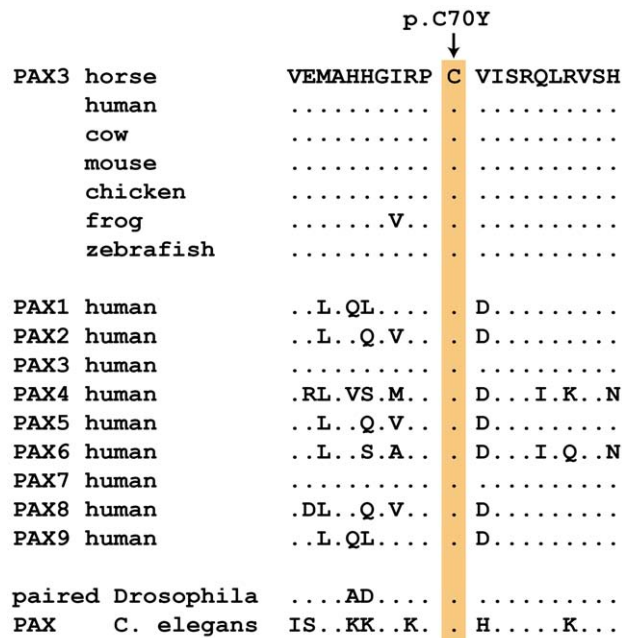 p.C70Y
↓
PAX3 horse VEMAHHGIRP C VISRQLRVSH
human .......... . ..........
cow .......... . ..........
mouse .......... . ..........
chicken .......... . ..........
frog .......V.. . ..........
zebrafish .......... . ..........
PAX1 human ..L.QL.... . D.........
PAX2 human ..L..Q.V.. . D.........
PAX3 human .......... . ..........
PAX4 human .RL.VS.M.. . D...I.K..N
PAX5 human ..L..Q.V.. . D.........
PAX6 human ..L..S.A.. . D...I.Q..N
PAX7 human .......... . ..........
PAX8 human .DL..Q.V.. . D.........
PAX9 human ..L.QL.... . D.........
paired Drosophila ....AD.... . ..........
PAX C. elegans IS..KK..K. . H.....K...